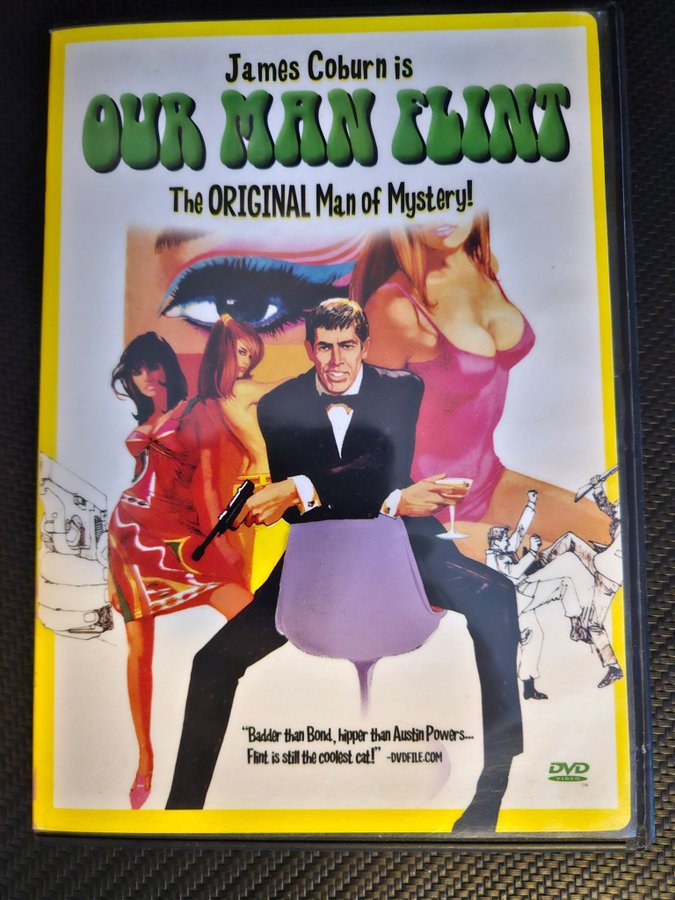 James Coburn is
OUR MAN FLINT
The ORIGINAL Man of Mystery!
"Badder than Bond, hipper than Austin Powers...
Flint is still the coolest cat!" -DVDFILE.COM
DVD
VIDEO
TM